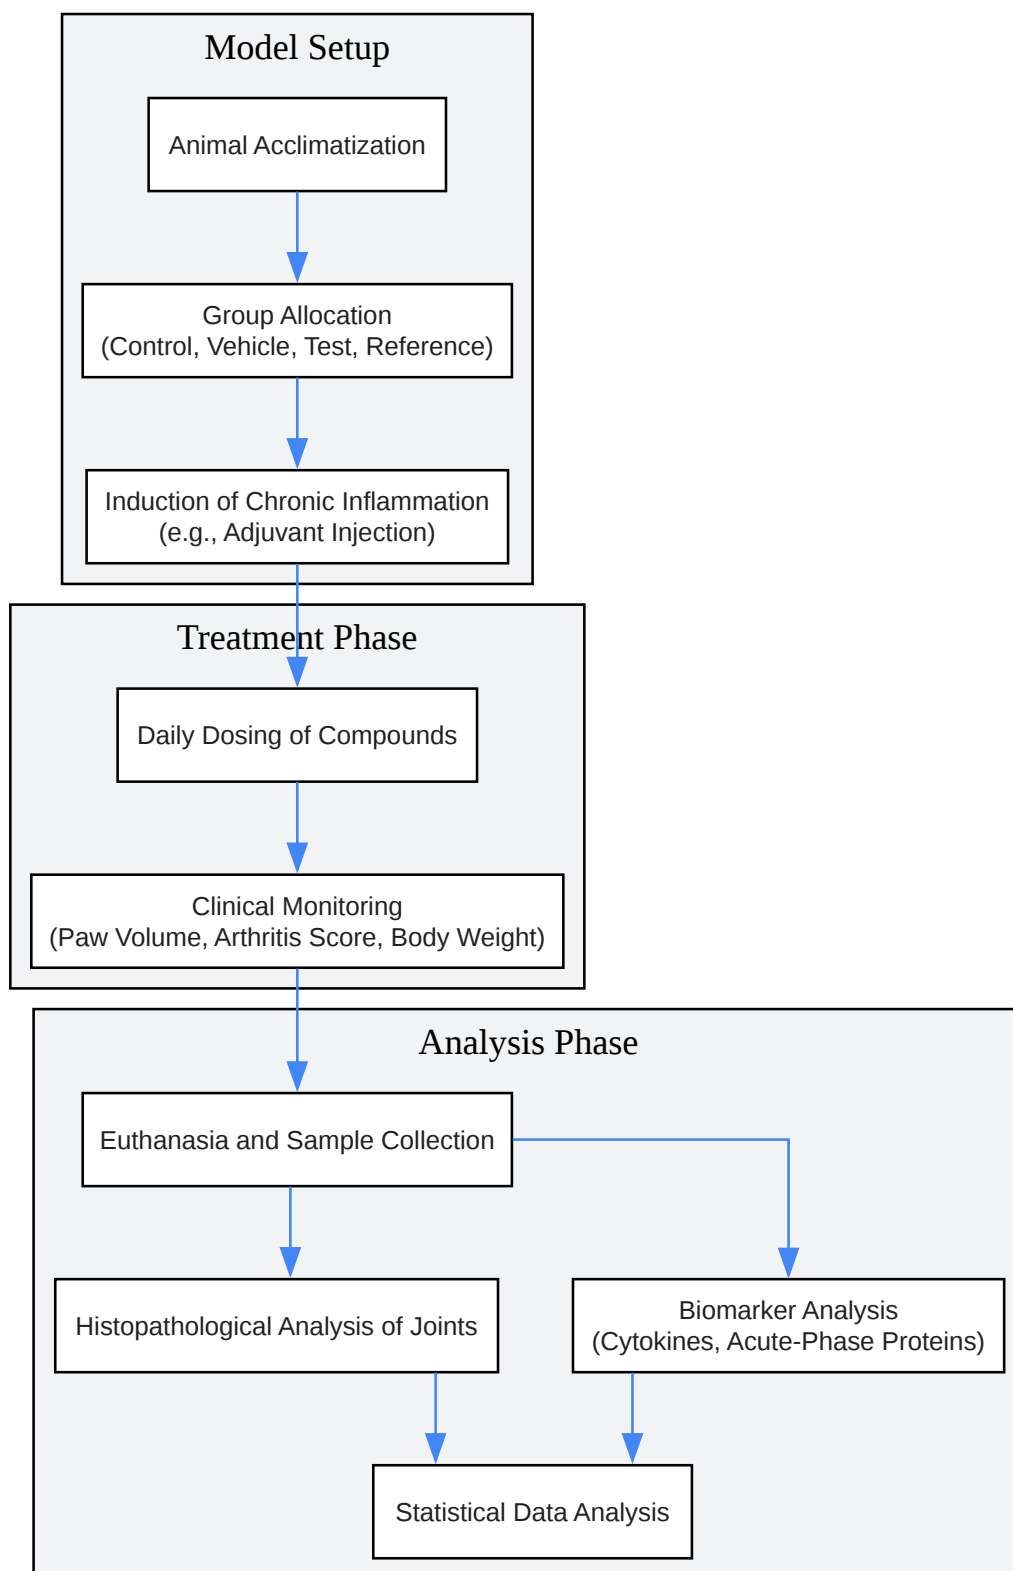 Model Setup
Animal Acclimatization
Group Allocation
(Control, Vehicle, Test, Reference)
Induction of Chronic Inflammation
(e.g., Adjuvant Injection)
Treatment Phase
Daily Dosing of Compounds
Clinical Monitoring
(Paw Volume, Arthritis Score, Body Weight)
Analysis Phase
Euthanasia and Sample Collection
Histopathological Analysis of Joints
Biomarker Analysis
(Cytokines, Acute-Phase Proteins)
Statistical Data Analysis